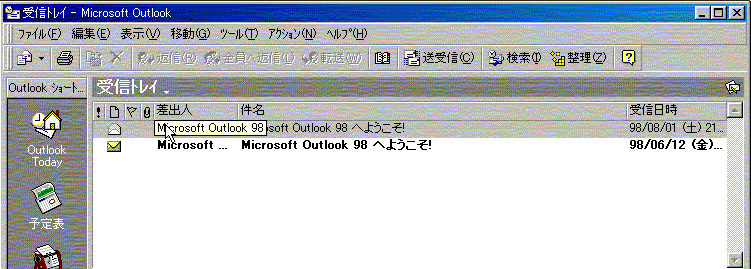 受信トレイ - Microsoft Outlook
ファイル(F) 編集(E) 表示(V) 移動(G) ツール(T) アクション(N) ヘルプ(H)
返信(R) 全員へ返信(L) 転送(W) 送受信(C) 検索(I) 整理(Z)
Outlook ショート... 受信トレイ
! 差出人 件名 受信日時
Microsoft Outlook 98 osoft Outlook 98 へようこそ! 98/08/01 (土) 21...
Microsoft ... Microsoft Outlook 98 へようこそ! 98/06/12 (金)...
Outlook
Today
予定表